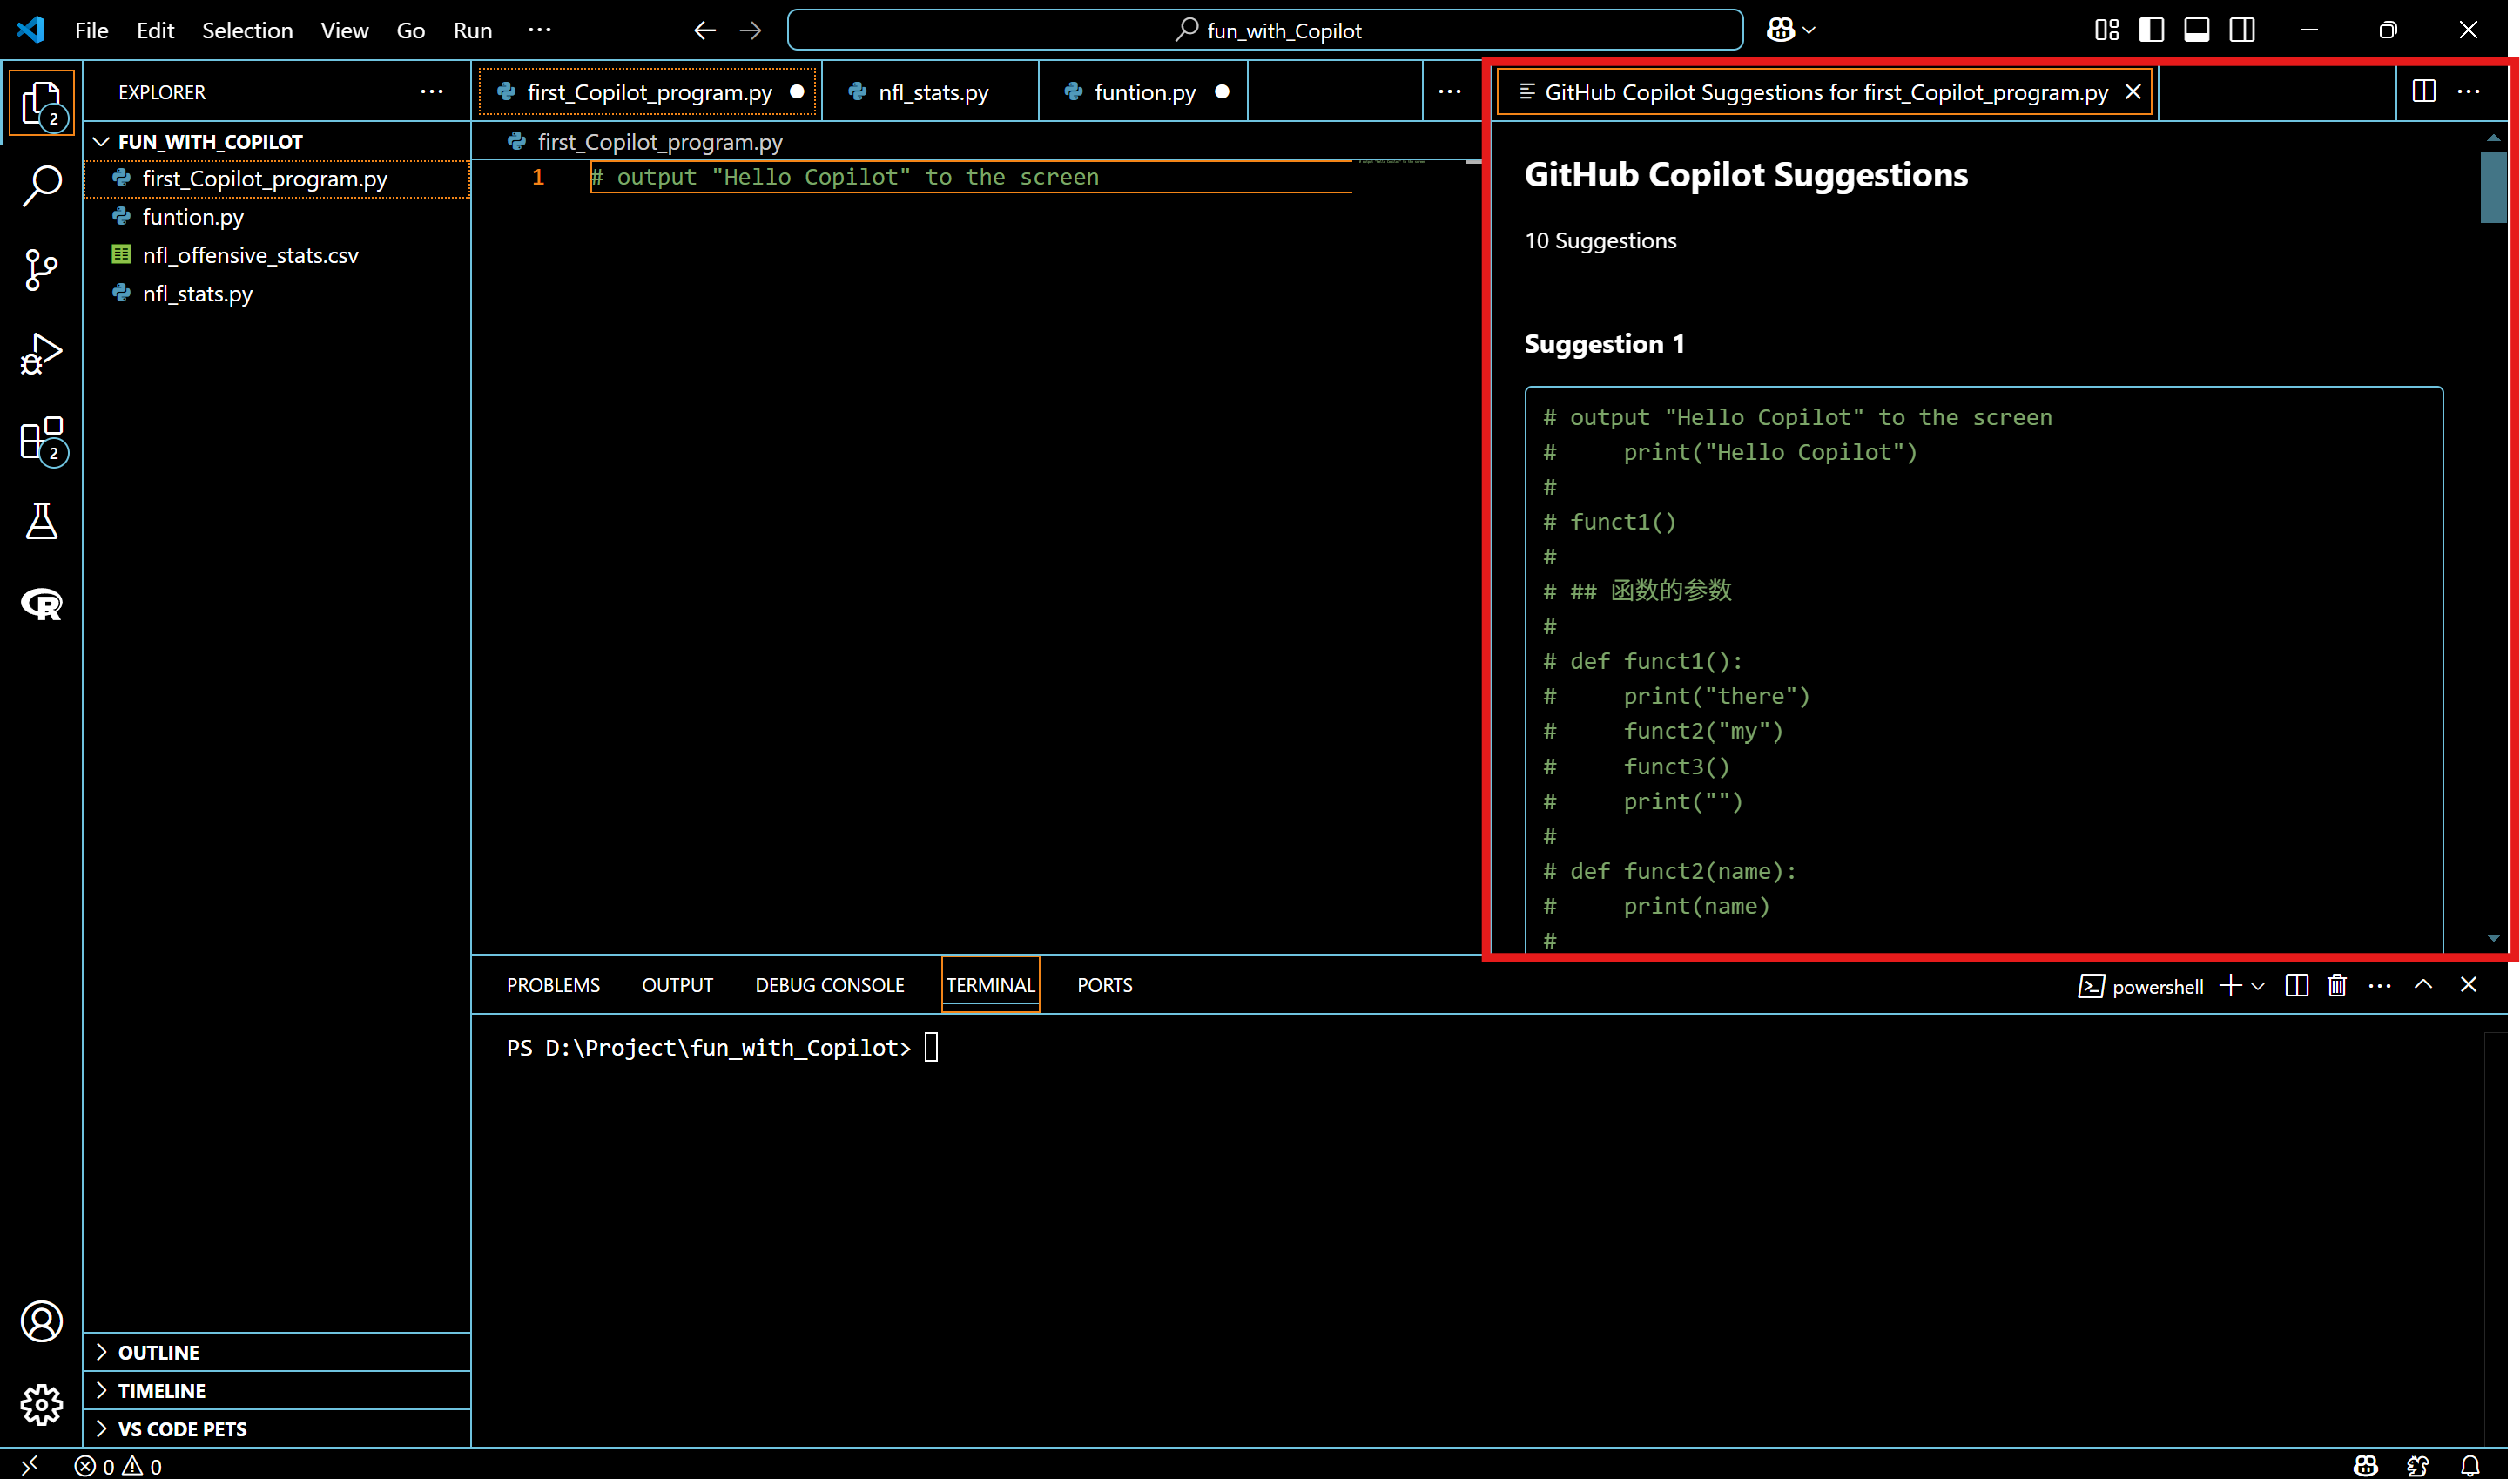 File Edit Selection View Go Run ···
fun_with_Copilot
EXPLORER ···
2
FUN_WITH_COPILOT
first_Copilot_program.py
funtion.py
nfl_offensive_stats.csv
nfl_stats.py
2
R
OUTLINE
TIMELINE
VS CODE PETS
first_Copilot_program.py nfl_stats.py funtion.py ···
first_Copilot_program.py
1 # output "Hello Copilot" to the screen
GitHub Copilot Suggestions for first_Copilot_program.py ···
GitHub Copilot Suggestions
10 Suggestions
Suggestion 1
# output "Hello Copilot" to the screen
#     print("Hello Copilot")
#
# funct1()
#
# ## 函数的参数
#
# def funct1():
#     print("there")
#     funct2("my")
#     funct3()
#     print("")
#
# def funct2(name):
#     print(name)
#
PROBLEMS OUTPUT DEBUG CONSOLE TERMINAL PORTS
powershell ···
PS D:\Project\fun_with_Copilot>
0 0